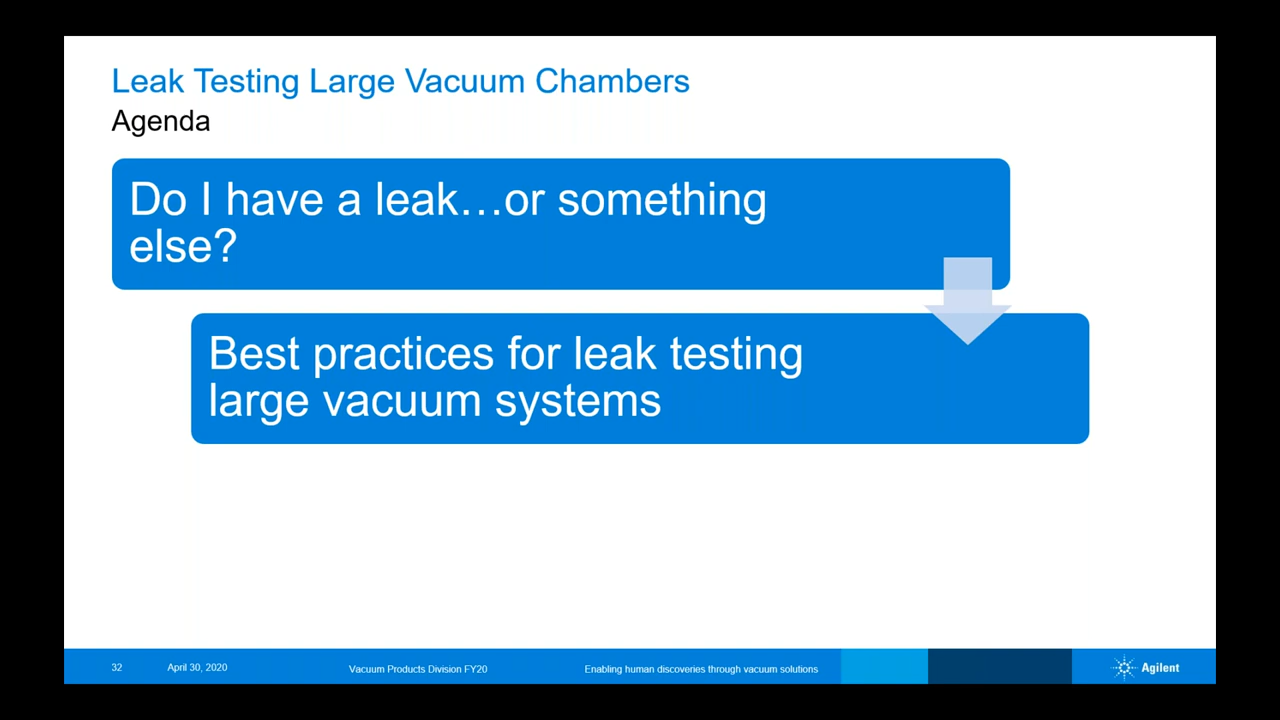 Leak Testing Large Vacuum Chambers
Agenda
Do I have a leak…or something
else?
Best practices for leak testing
large vacuum systems
32
April 30, 2020
Vacuum Products Division FY20
Enabling human discoveries through vacuum solutions
Agilent